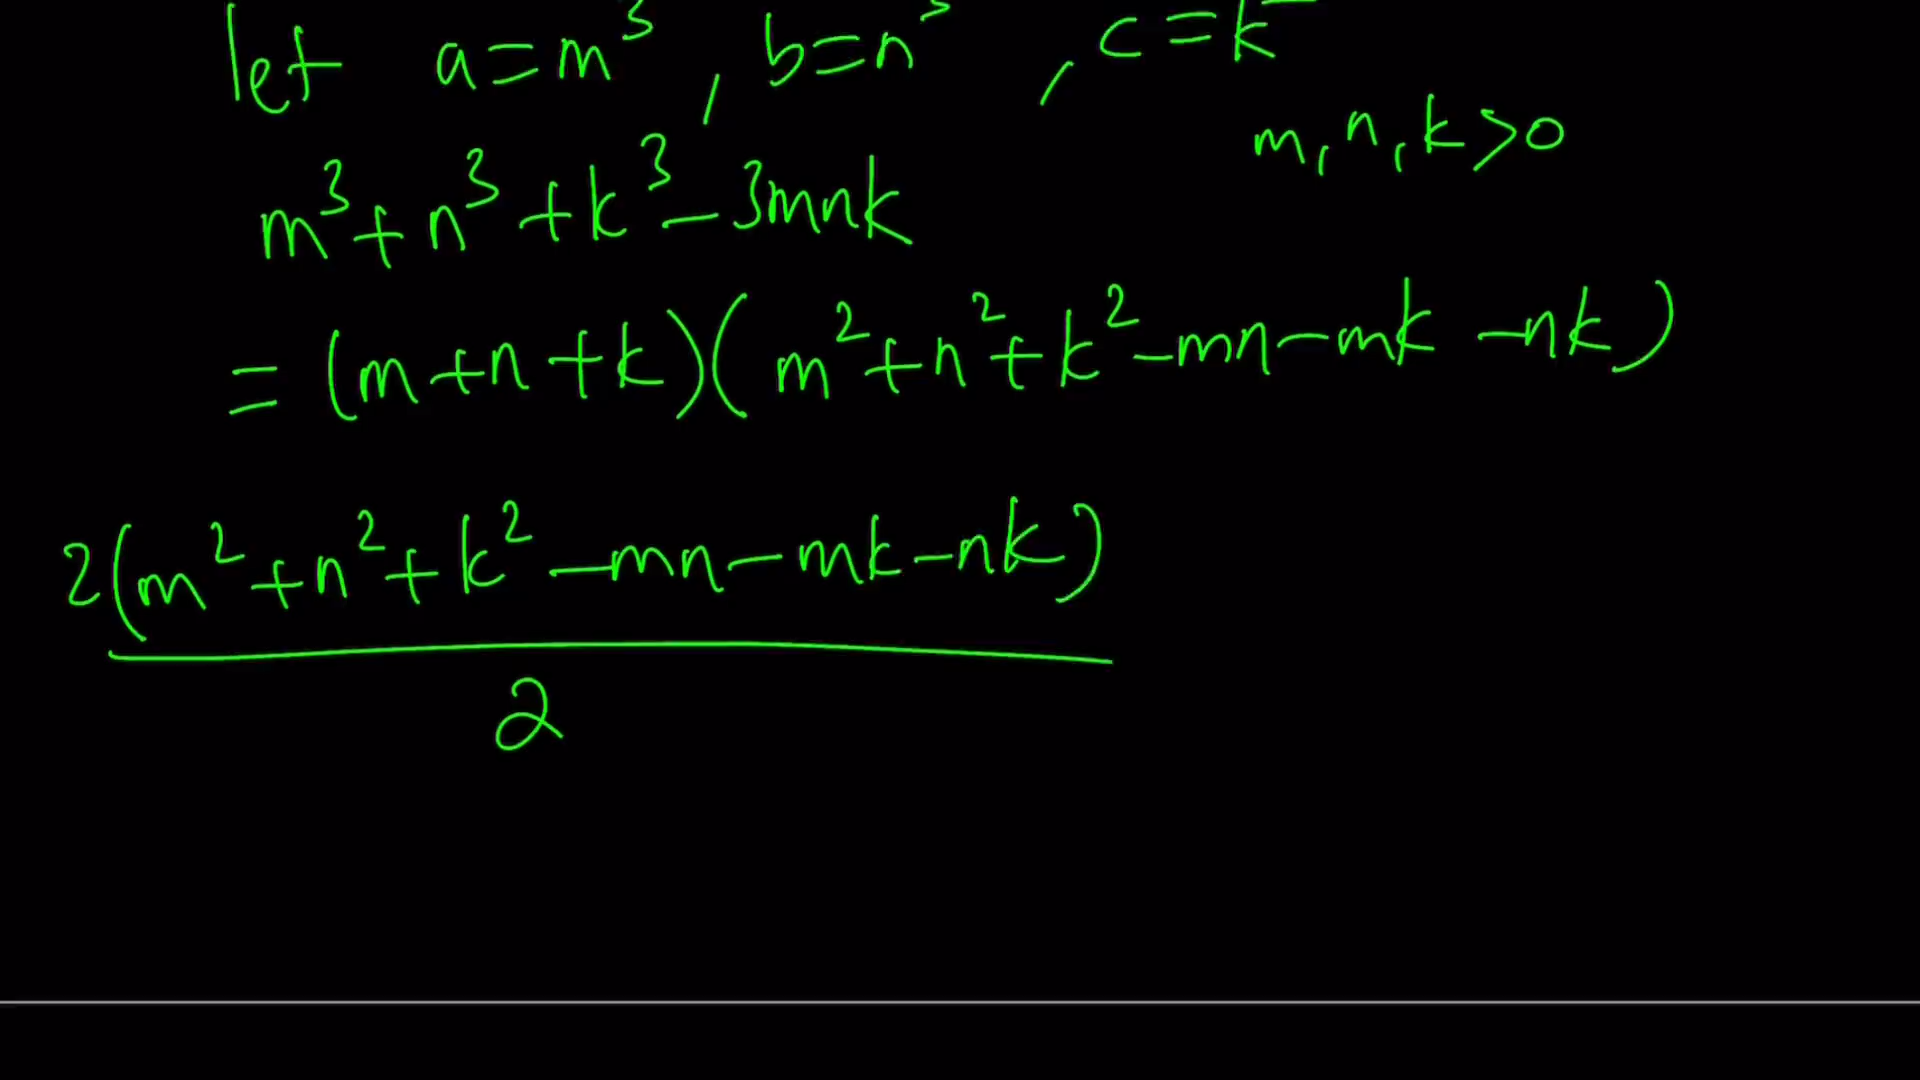 let a=m³, b=n³, c=k
m,n,k>0
m³+n³+k³-3mnk
=(m+n+k)(m²+n²+k²-mn-mk-nk)
2(m²+n²+k²-mn-mk-nk)
2